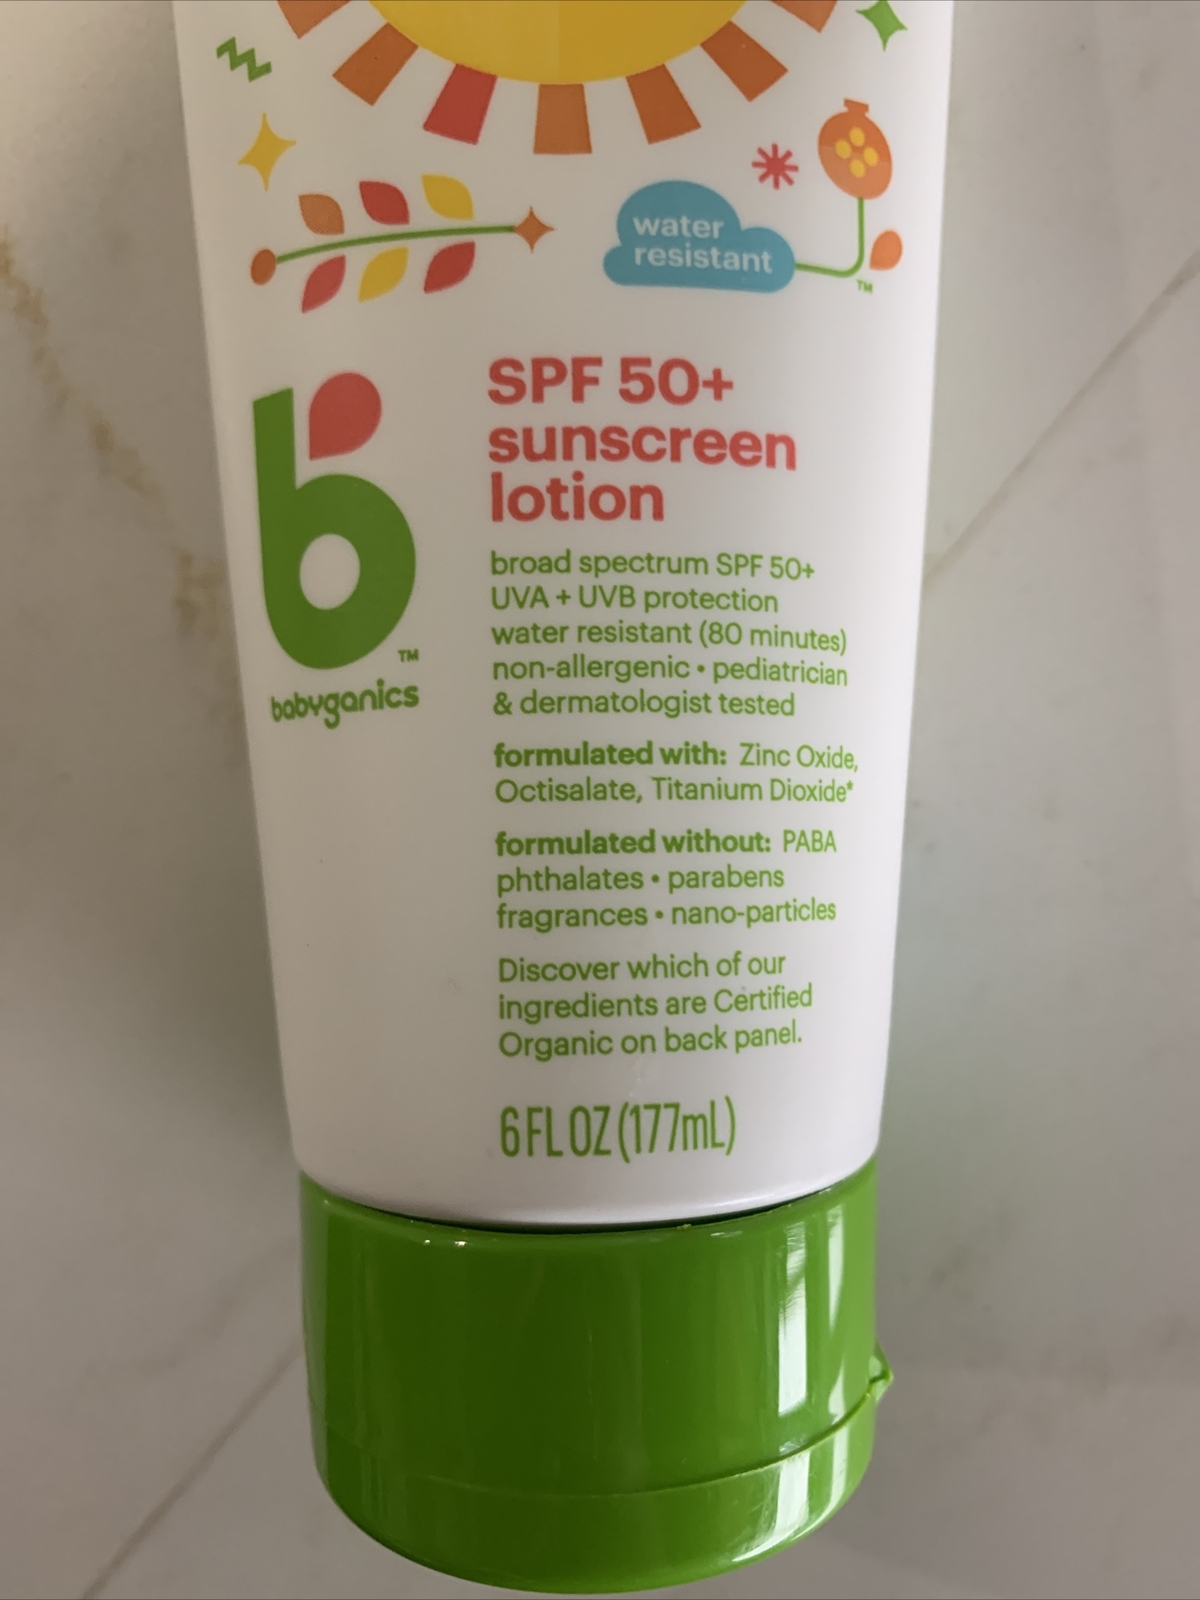 water
resistant
TM
SPF 50+
sunscreen
lotion
TM
babyganics
broad spectrum SPF 50+
UVA + UVB protection
water resistant (80 minutes)
non-allergenic • pediatrician
& dermatologist tested
formulated with: Zinc Oxide,
Octisalate, Titanium Dioxide*
formulated without: PABA
phthalates • parabens
fragrances • nano-particles
Discover which of our
ingredients are Certified
Organic on back panel.
6 FL OZ (177mL)